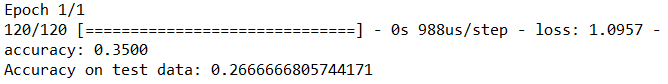 Epoch 1/1
120/120 [==============================] - 0s 988us/step - loss: 1.0957 -
accuracy: 0.3500
Accuracy on test data: 0.2666666805744171